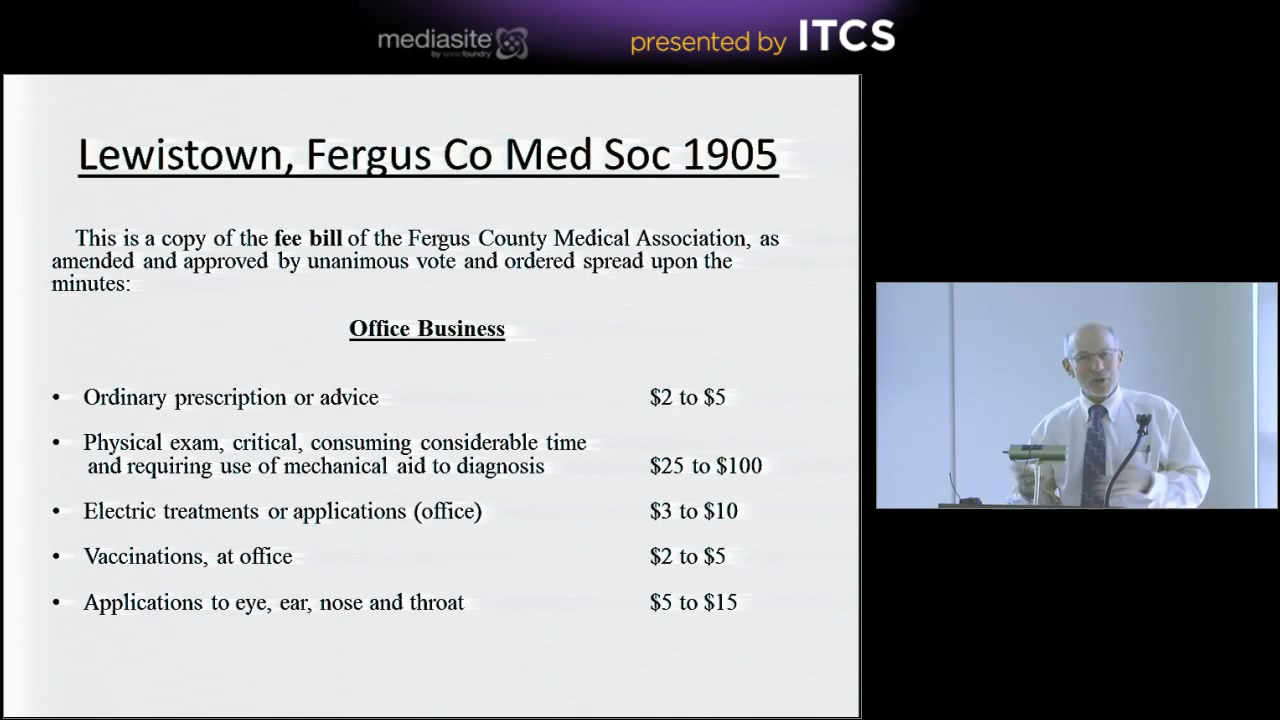 mediasite
by sonicfoundry
presented by ITCS
Lewistown, Fergus Co Med Soc 1905
This is a copy of the fee bill of the Fergus County Medical Association, as
amended and approved by unanimous vote and ordered spread upon the
minutes:
Office Business
• Ordinary prescription or advice $2 to $5
• Physical exam, critical, consuming considerable time
and requiring use of mechanical aid to diagnosis $25 to $100
• Electric treatments or applications (office) $3 to $10
• Vaccinations, at office $2 to $5
• Applications to eye, ear, nose and throat $5 to $15